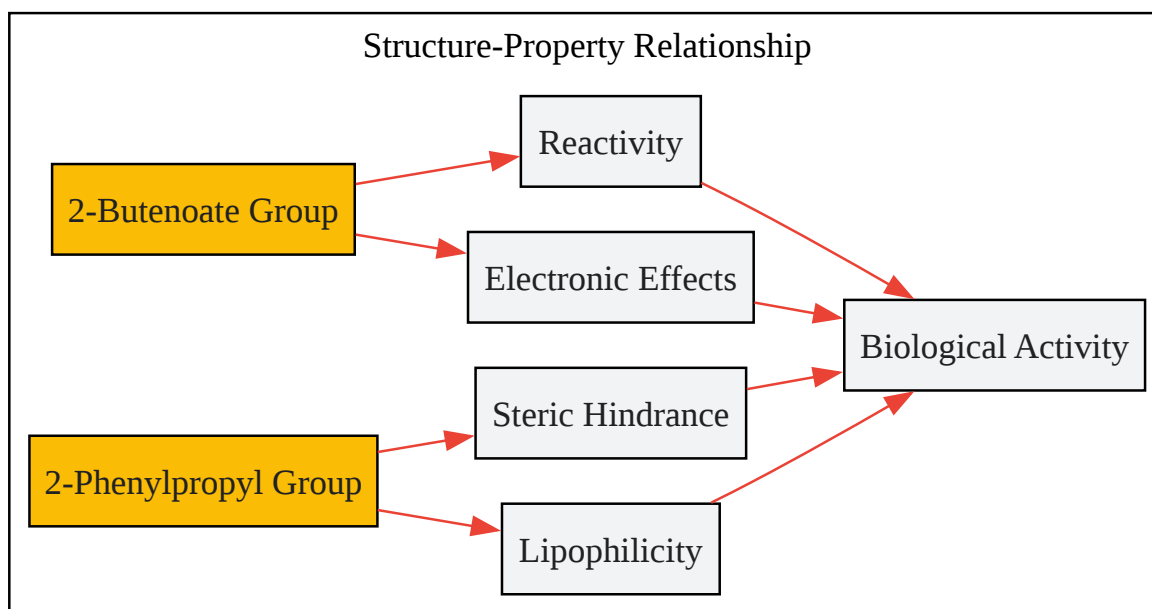 Structure-Property Relationship
Reactivity
2-Butenoate Group
Electronic Effects
Biological Activity
Steric Hindrance
2-Phenylpropyl Group
Lipophilicity